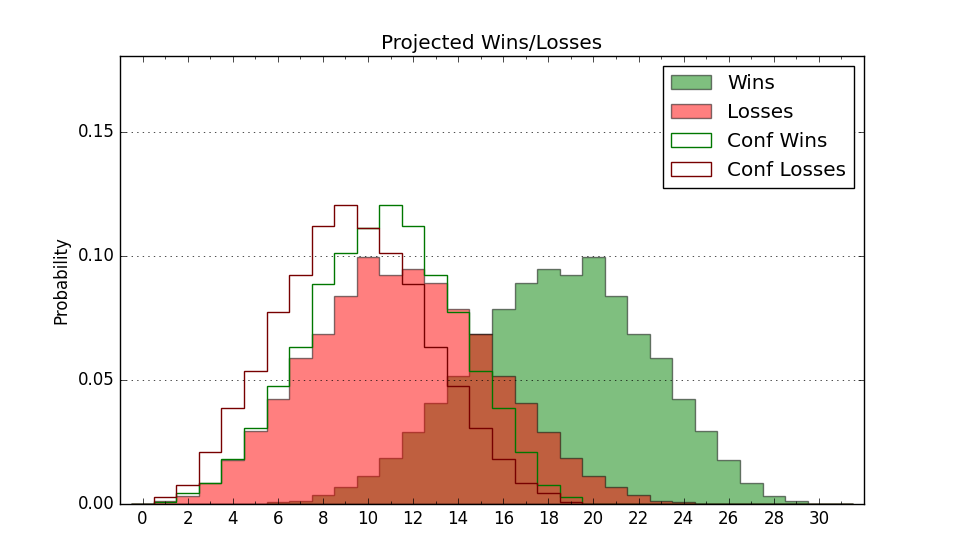 Projected Wins/Losses
Wins
Losses
Conf Wins
Conf Losses
Probability
0.15
0.10
0.05
0.00
0 2 4 6 8 10 12 14 16 18 20 22 24 26 28 30